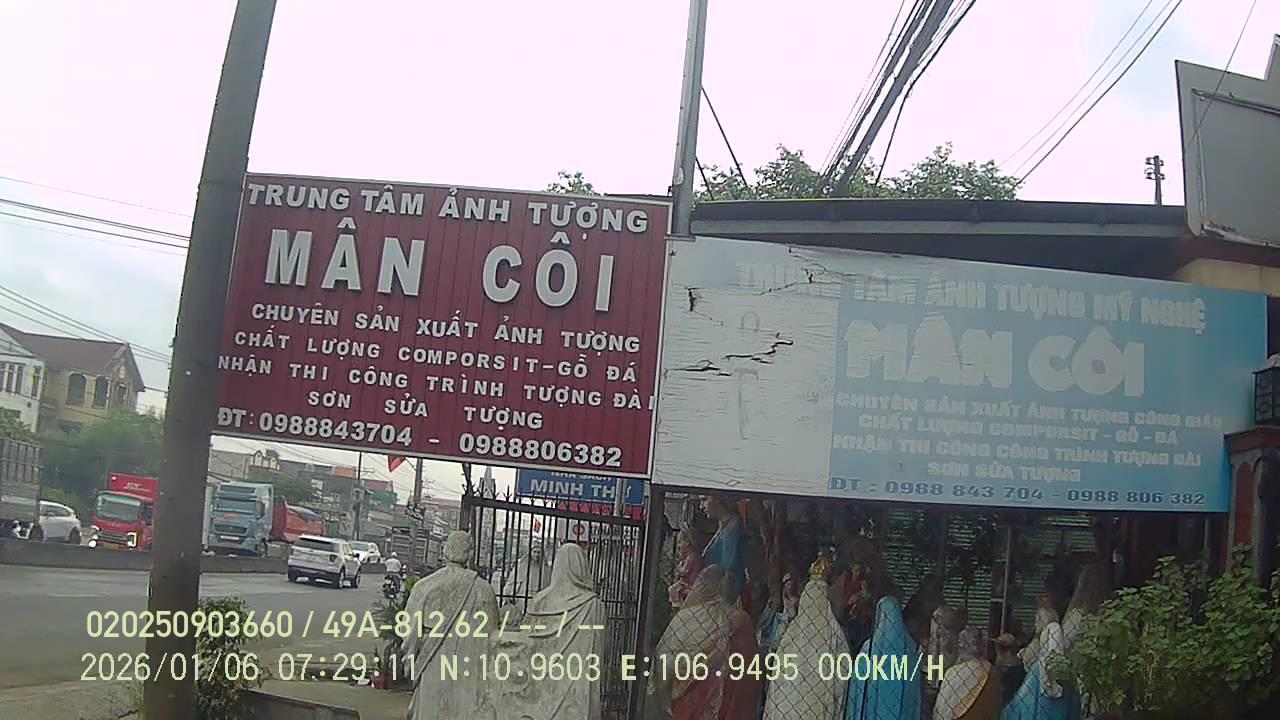 TRUNG TÂM ẢNH TƯỢNG
MÂN CÔI
CHUYÊN SẢN XUẤT ẢNH TƯỢNG
CHẤT LƯỢNG COMPORSIT-GỖ ĐÁ
NHẬN THI CÔNG TRÌNH TƯỢNG ĐÀI
SƠN SỬA TƯỢNG
ĐT: 0988843704 - 0988806382
TRUNG TÂM ẢNH TƯỢNG MỸ NGHỆ
MÂN CÔI
CHUYÊN SẢN XUẤT ẢNH TƯỢNG CÔNG GIÁO
CHẤT LƯỢNG COMPORSIT - GỖ - ĐÁ
NHẬN THI CÔNG CÔNG TRÌNH TƯỢNG ĐÀI
SƠN SỬA TƯỢNG
ĐT : 0988 843 704 - 0988 806 382
NHÀ SÁCH
MINH THƯ
020250903660 / 49A-812.62 / -- / --
2026/01/06 07:29:11 N:10.9603 E:106.9495 000KM/H